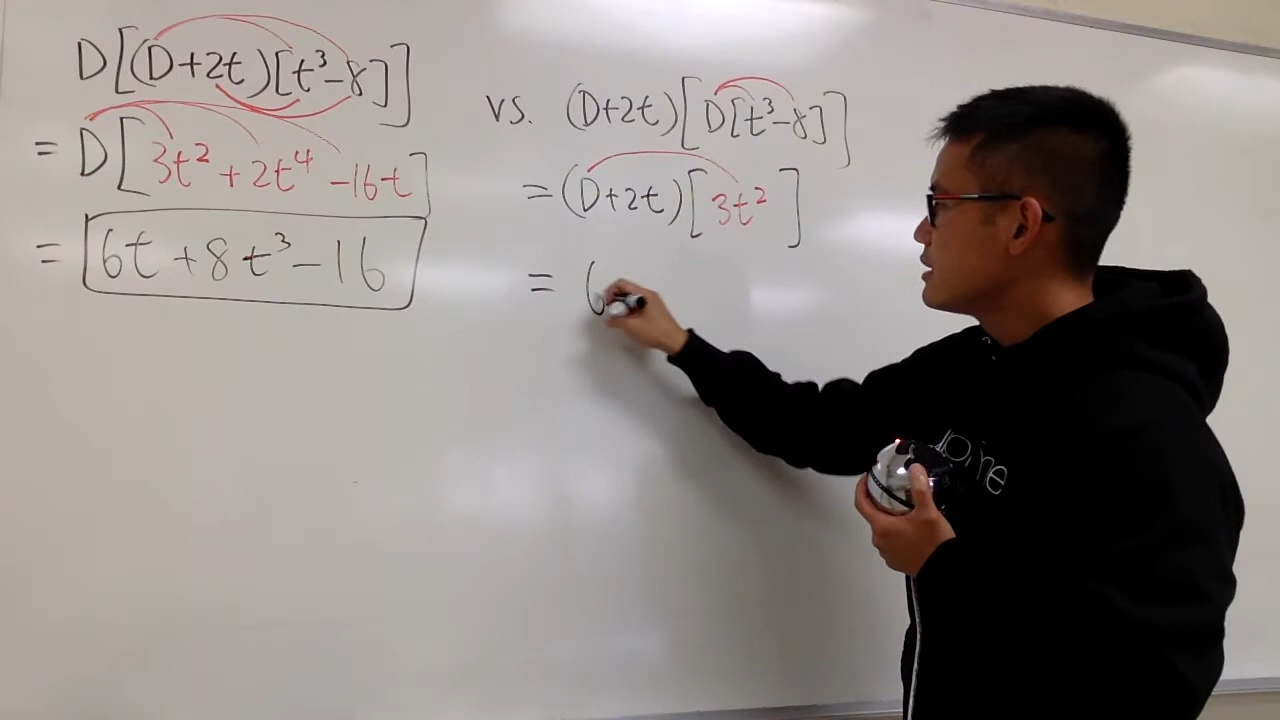 D[(D+2t)[t³-8]]
= D[3t²+2t⁴-16t]
= 6t+8t³-16
vs. (D+2t)[D[t³-8]]
= (D+2t)[3t²]
= 6